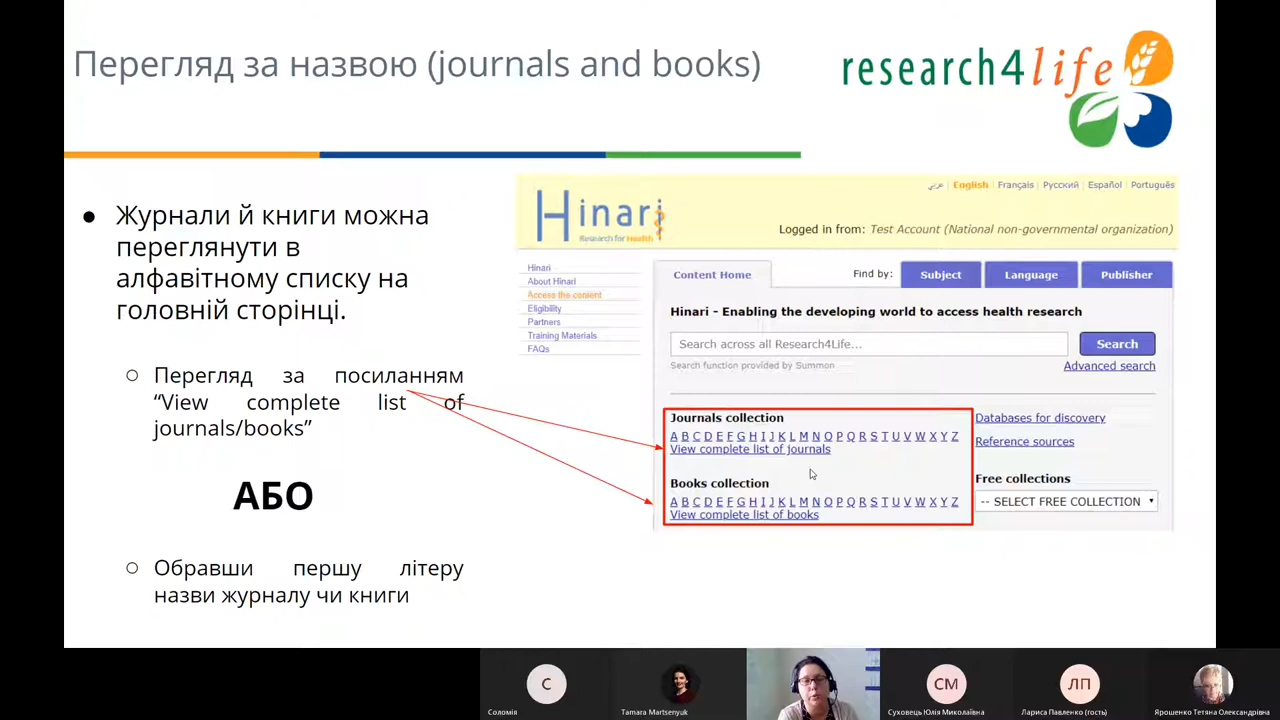 Перегляд за назвою (journals and books)
research4life
Журнали й книги можна
переглянути в
алфавітному списку на
головній сторінці.
Перегляд за посиланням
“View complete list of
journals/books”
АБО
Обравши першу літеру
назви журналу чи книги
عربي English Français Русский Español Português
Hinari
Research for Health
Logged in from: Test Account (National non-governmental organization)
Hinari
About Hinari
Access the content
Eligibility
Partners
Training Materials
FAQs
Content Home Find by: Subject Language Publisher
Hinari - Enabling the developing world to access health research
Search across all Research4Life... Search
Search function provided by Summon Advanced search
Journals collection
A B C D E F G H I J K L M N O P Q R S T U V W X Y Z
View complete list of journals
Books collection
A B C D E F G H I J K L M N O P Q R S T U V W X Y Z
View complete list of books
Databases for discovery
Reference sources
Free collections
-- SELECT FREE COLLECTION
С
Соломія
Tamara Martsenyuk
СМ
Суховець Юлія Миколаївна
ЛП
Лариса Павленко (гость)
Ярошенко Тетяна Олександрівна